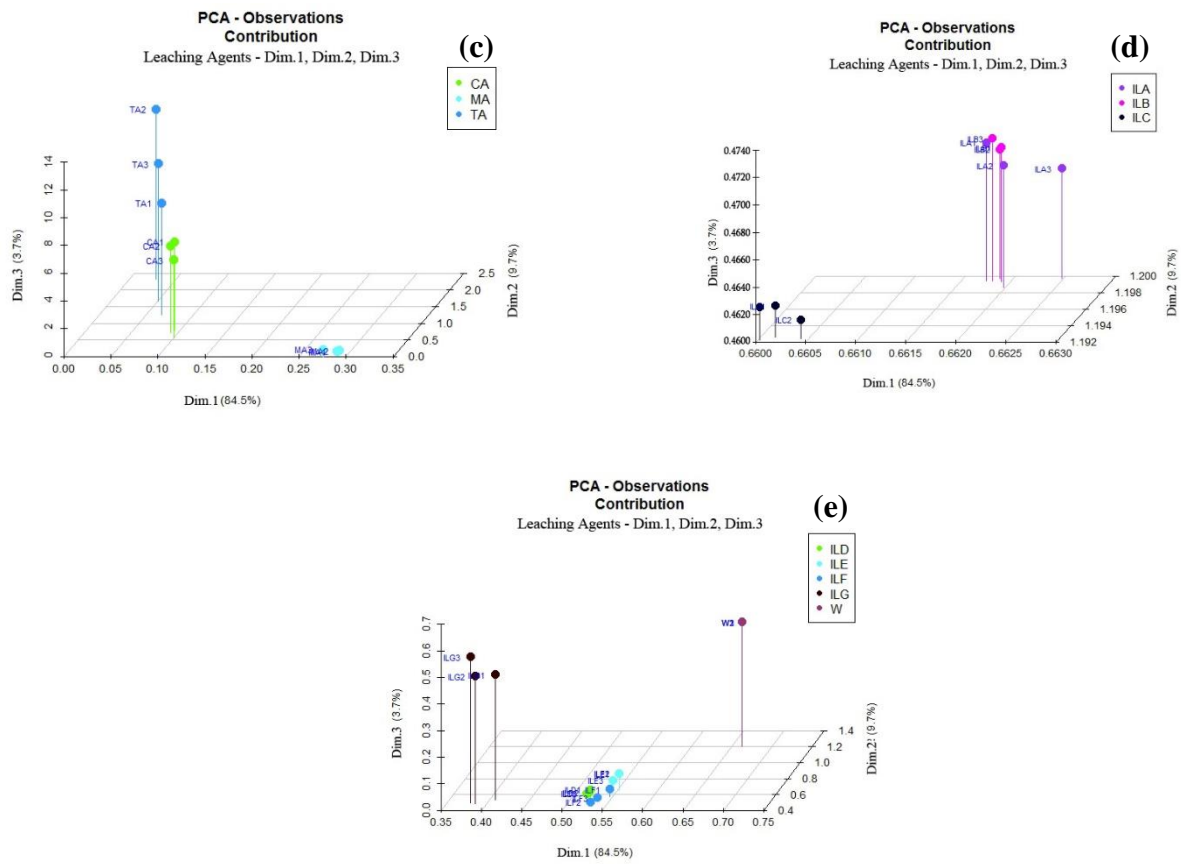 PCA - Observations
Contribution
Leaching Agents - Dim.1, Dim.2, Dim.3
(c)
CA
MA
TA
TA2
TA3
TA1
CA1
CA2
CA3
MA3
Dim.3 (3.7%)
0 2 4 6 8 10 12 14
0.00 0.05 0.10 0.15 0.20 0.25 0.30 0.35
Dim.1 (84.5%)
0.0 0.5 1.0 1.5 2.0 2.5
Dim.2 (9.7%)
PCA - Observations
Contribution
Leaching Agents - Dim.1, Dim.2, Dim.3
(d)
ILA
ILB
ILC
ILB3
ILA1
ILA2
ILA3
ILC2
Dim.3 (3.7%)
0.4600 0.4620 0.4640 0.4660 0.4680 0.4700 0.4720 0.4740
0.6600 0.6605 0.6610 0.6615 0.6620 0.6625 0.6630
Dim.1 (84.5%)
1.192 1.194 1.196 1.198 1.200
Dim.2 (9.7%)
PCA - Observations
Contribution
Leaching Agents - Dim.1, Dim.2, Dim.3
(e)
ILD
ILE
ILF
ILG
W
ILG3
ILG2
ILE3
ILF1
ILF2
Dim.3 (3.7%)
0.0 0.1 0.2 0.3 0.4 0.5 0.6 0.7
0.35 0.40 0.45 0.50 0.55 0.60 0.65 0.70 0.75
Dim.1 (84.5%)
0.4 0.6 0.8 1.0 1.2 1.4
Dim.2 (9.7%)